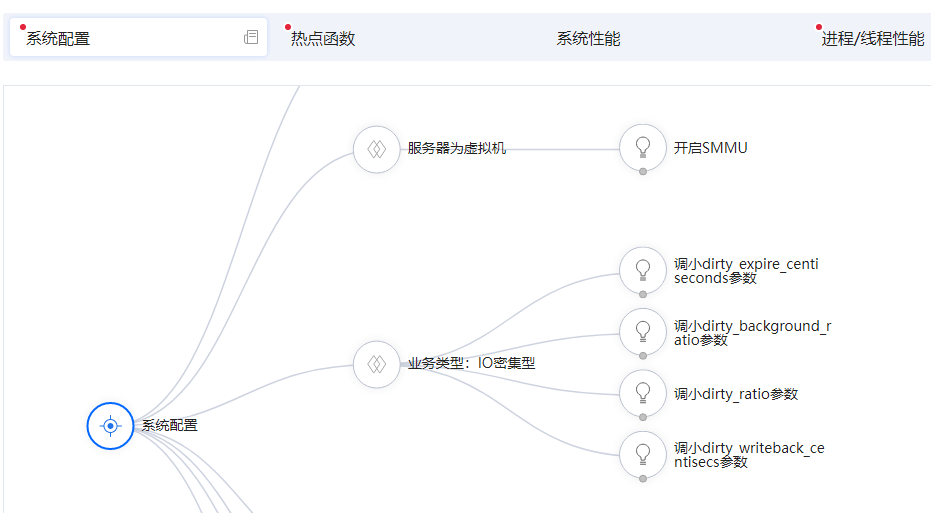 系统配置
热点函数
系统性能
进程/线程性能
服务器为虚拟机
开启SMMU
调小dirty_expire_centi
seconds参数
调小dirty_background_r
atio参数
业务类型：IO密集型
调小dirty_ratio参数
系统配置
调小dirty_writeback_ce
ntisecs参数